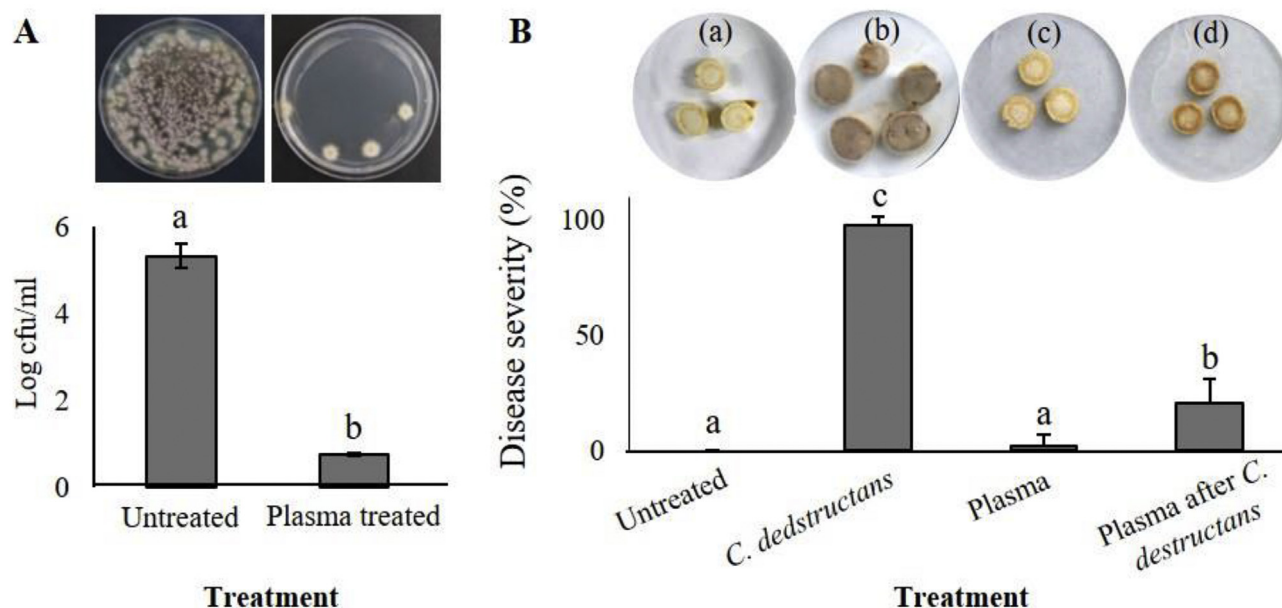 A
B
(a)
(b)
(c)
(d)
Log cfu/ml
6
4
2
0
a
b
Untreated
Plasma treated
Treatment
Disease severity (%)
100
50
0
a
c
a
b
Untreated
C. dedstructans
Plasma
Plasma after C.
destructans
Treatment